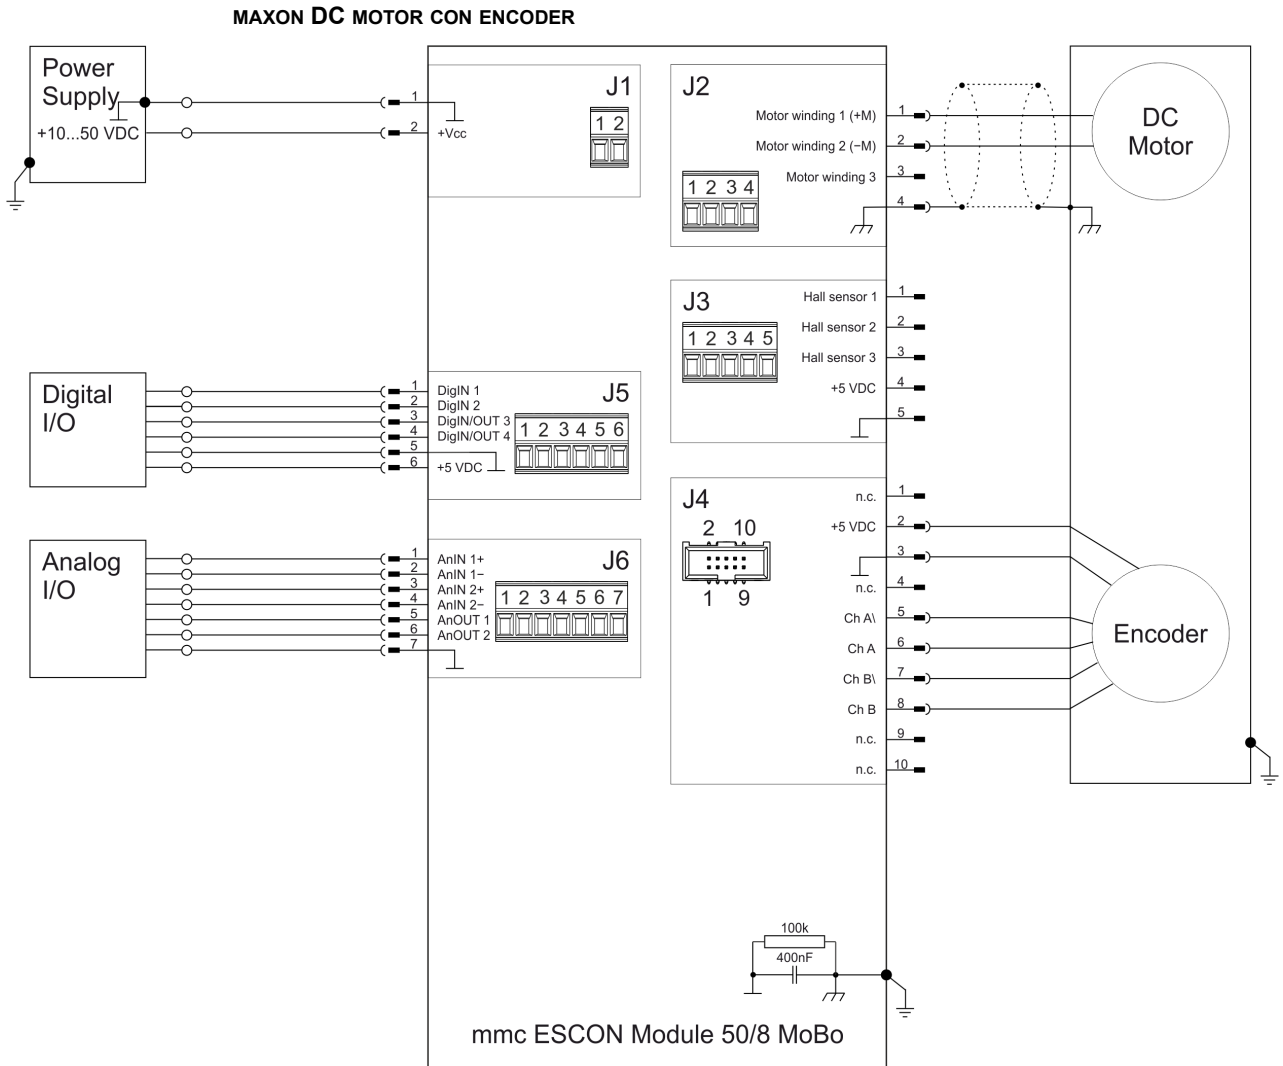 MAXON DC MOTOR CON ENCODER
Power
Supply
+10...50 VDC
1
2
+Vcc
J1
1 2
J2
Motor winding 1 (+M)
1
Motor winding 2 (−M)
2
Motor winding 3
3
4
1 2 3 4
DC
Motor
J3
Hall sensor 1
1
Hall sensor 2
2
Hall sensor 3
3
+5 VDC
4
5
1 2 3 4 5
Digital
I/O
1
DigIN 1
2
DigIN 2
3
DigIN/OUT 3
4
DigIN/OUT 4
5
6
+5 VDC
J5
1 2 3 4 5 6
J4
2 10
1 9
n.c.
1
+5 VDC
2
3
n.c.
4
Ch A\
5
Ch A
6
Ch B\
7
Ch B
8
n.c.
9
n.c.
10
Encoder
Analog
I/O
1
AnIN 1+
2
AnIN 1−
3
AnIN 2+
4
AnIN 2−
5
AnOUT 1
6
AnOUT 2
7
J6
1 2 3 4 5 6 7
100k
400nF
mmc ESCON Module 50/8 MoBo